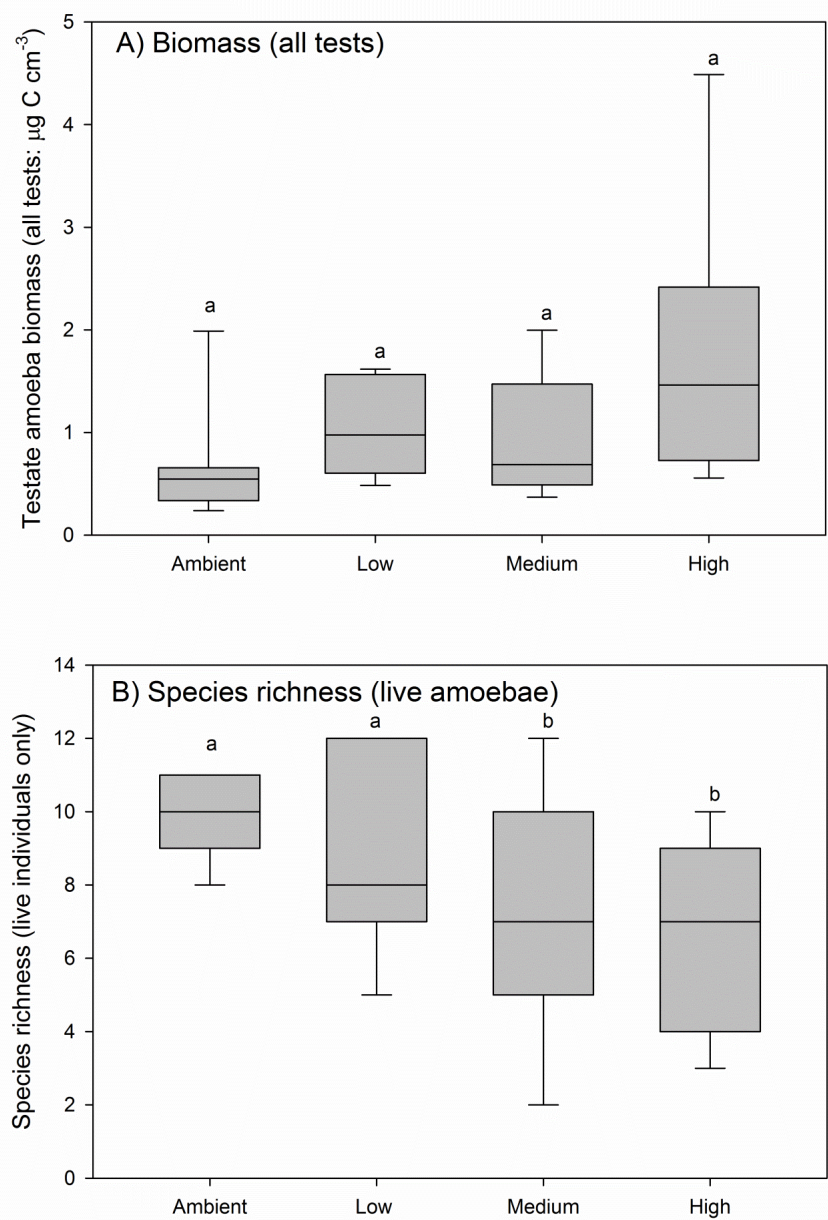 A) Biomass (all tests)
Testate amoeba biomass (all tests: μg C cm-3)
5
4
3
2
1
0
a
a
a
a
Ambient
Low
Medium
High
B) Species richness (live amoebae)
Species richness (live individuals only)
14
12
10
8
6
4
2
0
a
a
b
b
Ambient
Low
Medium
High